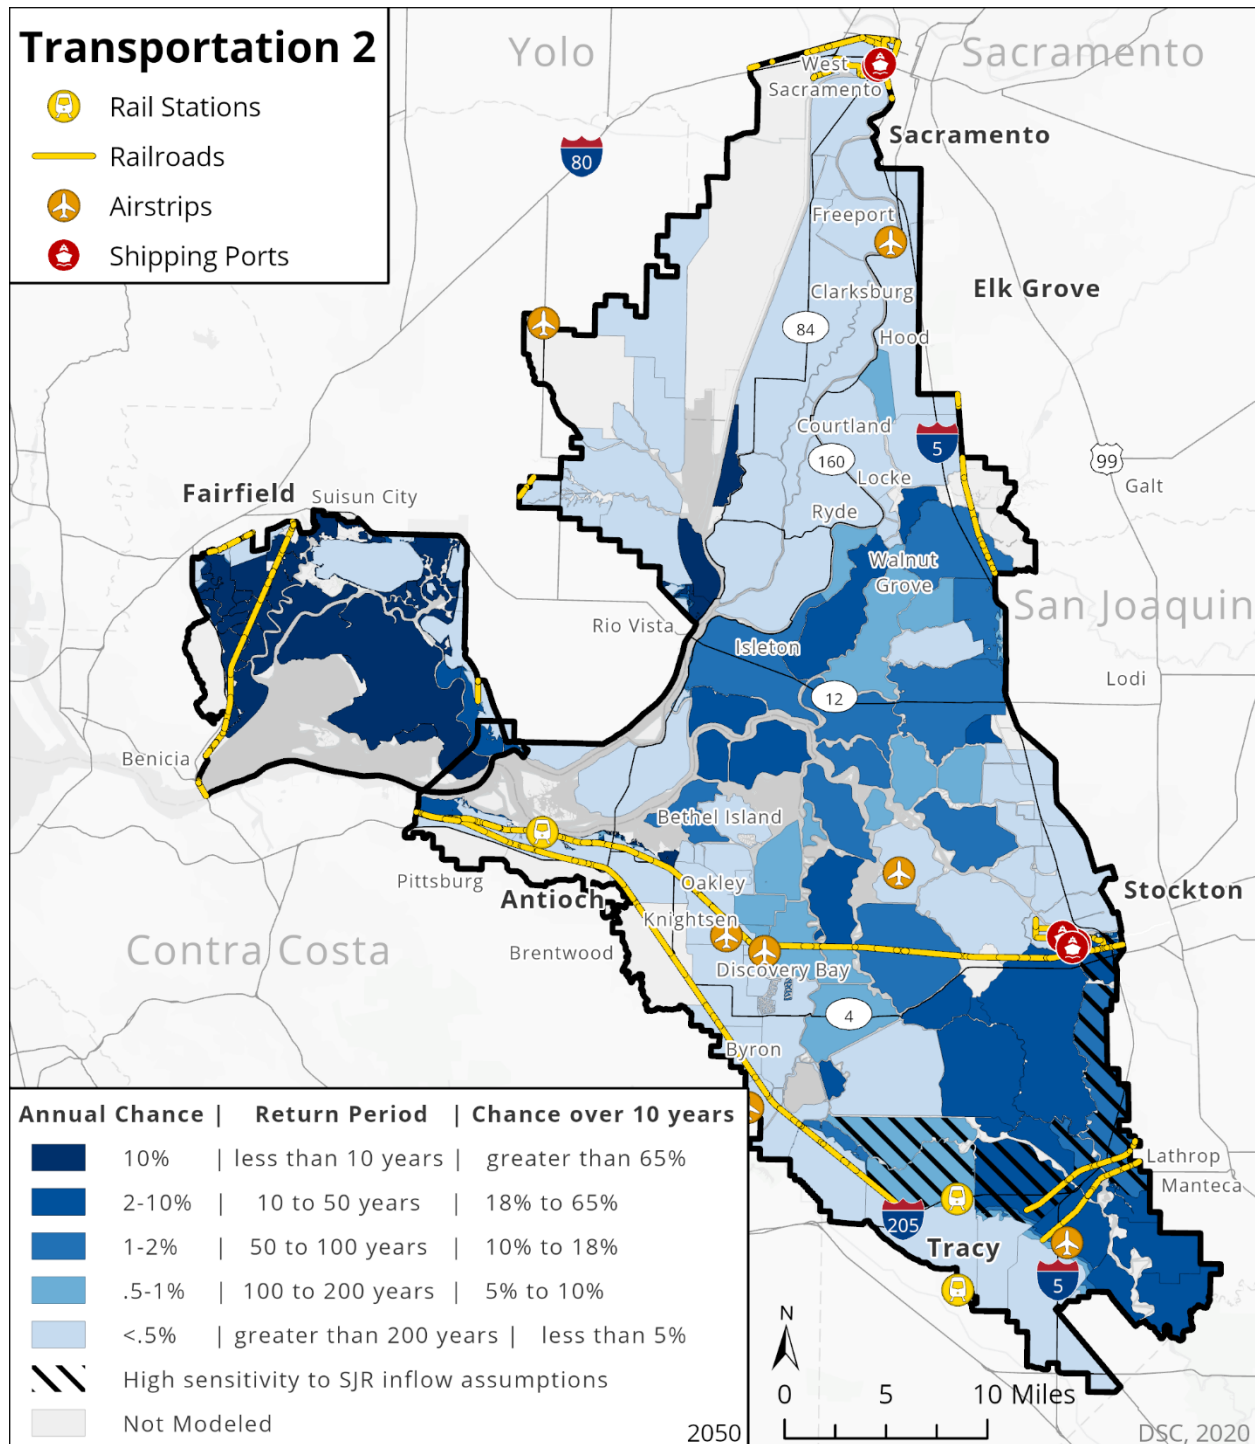 Transportation 2
Rail Stations
Railroads
Airstrips
Shipping Ports
Yolo
Sacramento
West
Sacramento
Sacramento
80
Freeport
Elk Grove
Clarksburg
84
Hood
Courtland
5
160
99
Locke
Galt
Fairfield
Suisun City
Ryde
Walnut
Grove
San Joaquin
Rio Vista
Isleton
Lodi
12
Benicia
Bethel Island
Pittsburg
Oakley
Antioch
Stockton
Knightsen
Contra Costa
Brentwood
Discovery Bay
4
Byron
Lathrop
Manteca
205
Tracy
5
Annual Chance | Return Period | Chance over 10 years
10% | less than 10 years | greater than 65%
2-10% | 10 to 50 years | 18% to 65%
1-2% | 50 to 100 years | 10% to 18%
.5-1% | 100 to 200 years | 5% to 10%
<.5% | greater than 200 years | less than 5%
High sensitivity to SJR inflow assumptions
Not Modeled
N
0 5 10 Miles
2050
DSC, 2020